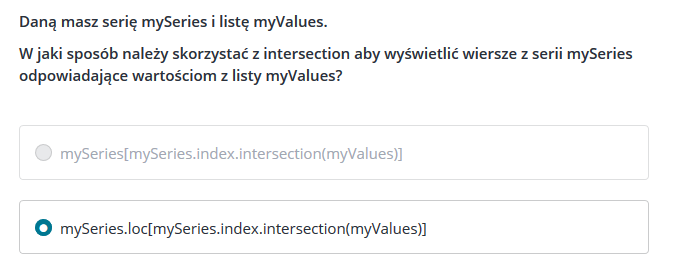 Daną masz serię mySeries i listę myValues.
W jaki sposób należy skorzystać z intersection aby wyświetlić wiersze z serii mySeries
odpowiadające wartościom z listy myValues?
mySeries[mySeries.index.intersection(myValues)]
mySeries.loc[mySeries.index.intersection(myValues)]